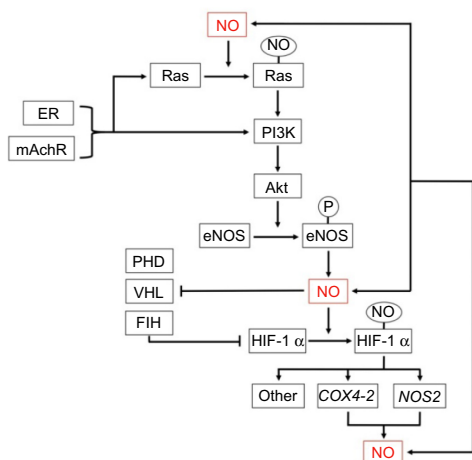 NO
NO
Ras
Ras
ER
mAchR
PI3K
Akt
P
eNOS
eNOS
PHD
VHL
FIH
NO
NO
HIF-1 α
HIF-1 α
Other
COX4-2
NOS2
NO